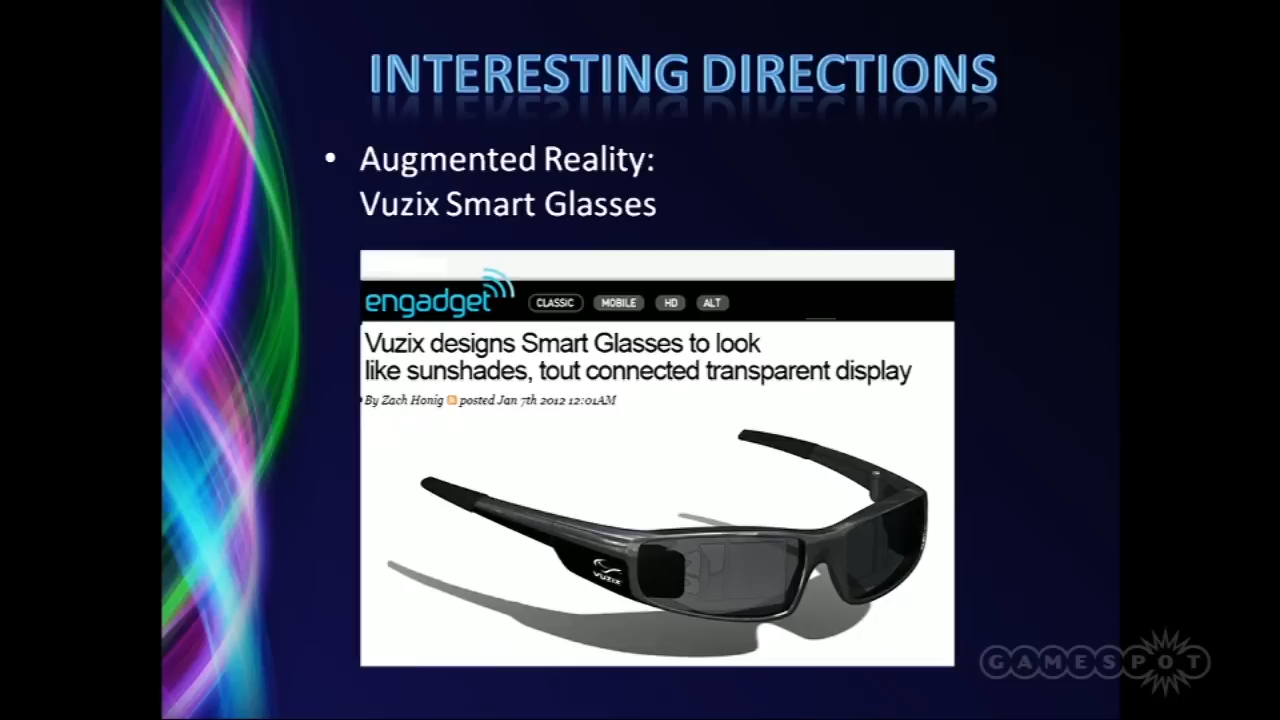 INTERESTING DIRECTIONS
• Augmented Reality:
Vuzix Smart Glasses
engadget CLASSIC MOBILE HD ALT
Vuzix designs Smart Glasses to look
like sunshades, tout connected transparent display
By Zach Honig posted Jan 7th 2012 12:01AM
VUZIX
GAMESPOT